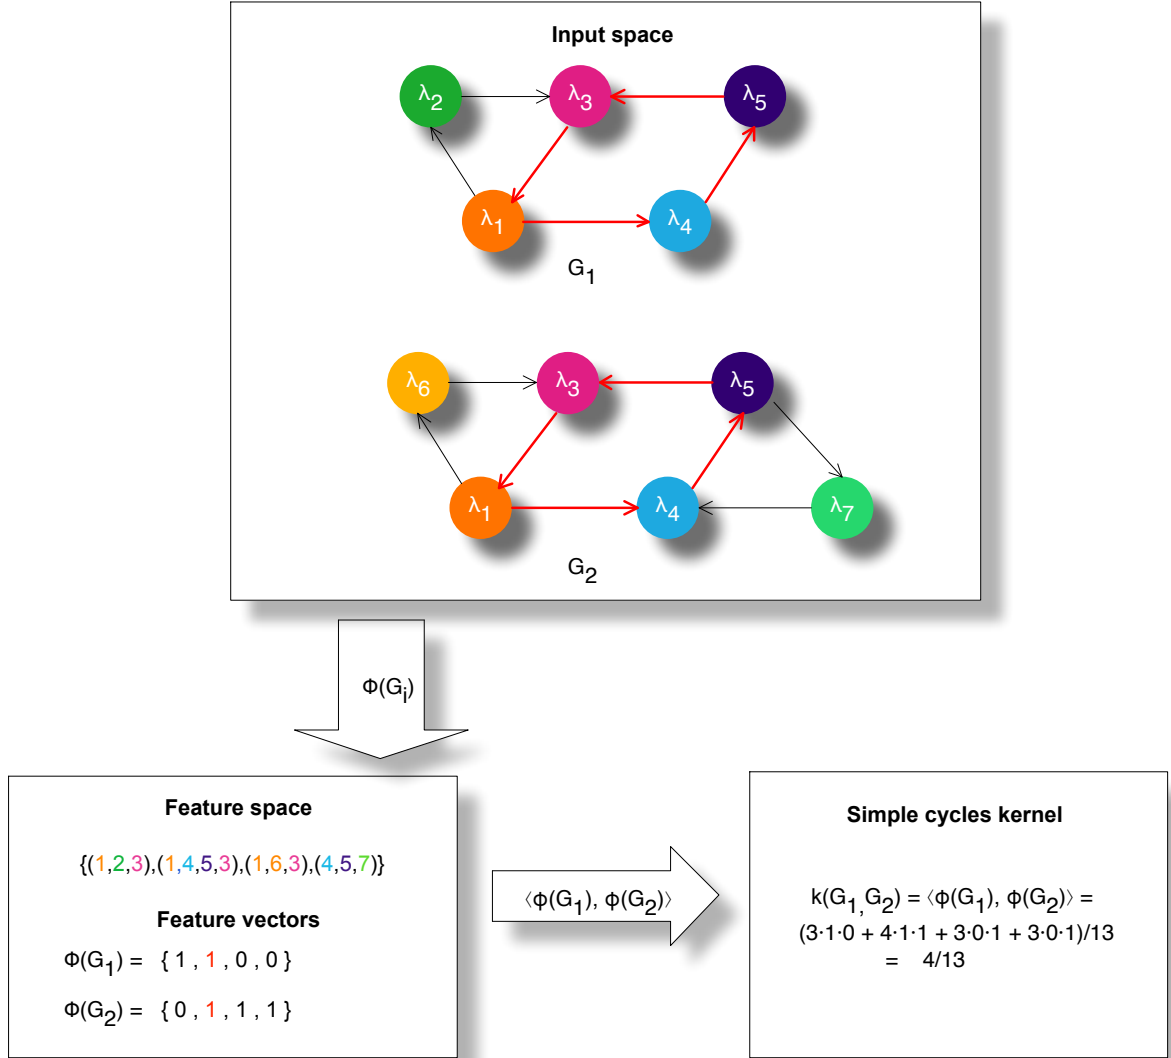 Input space
λ2 λ3 λ5
λ1 λ4
G1
λ6 λ3 λ5
λ1 λ4 λ7
G2
Φ(Gi)
Feature space
{(1,2,3),(1,4,5,3),(1,6,3),(4,5,7)}
Feature vectors
Φ(G1) = { 1 , 1 , 0 , 0 }
Φ(G2) = { 0 , 1 , 1 , 1 }
⟨φ(G1), φ(G2)⟩
Simple cycles kernel
k(G1,G2) = ⟨φ(G1), φ(G2)⟩ =
(3·1·0 + 4·1·1 + 3·0·1 + 3·0·1)/13
= 4/13